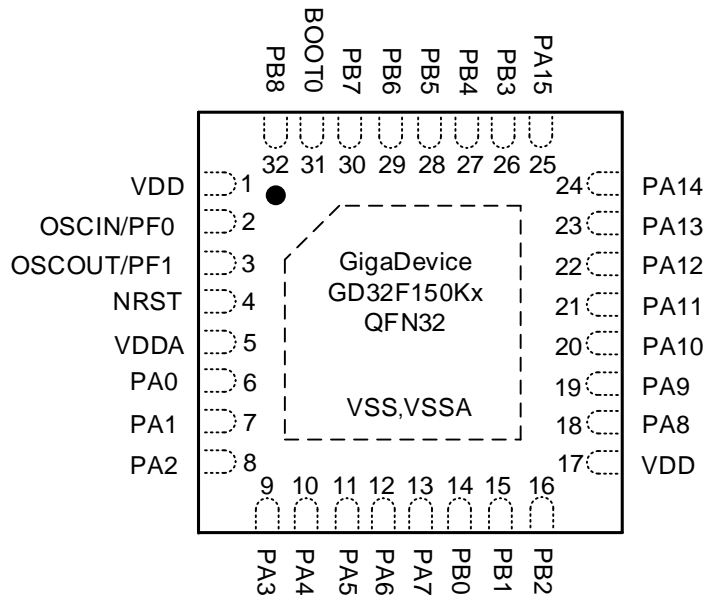 PB8
BOOT0
PB7
PB6
PB5
PB4
PB3
PA15
32 31 30 29 28 27 26 25
VDD 1
OSCIN/PF0 2
OSCOUT/PF1 3
NRST 4
VDDA 5
PA0 6
PA1 7
PA2 8
24 PA14
23 PA13
22 PA12
21 PA11
20 PA10
19 PA9
18 PA8
17 VDD
GigaDevice
GD32F150Kx
QFN32
VSS,VSSA
9 10 11 12 13 14 15 16
PA3
PA4
PA5
PA6
PA7
PB0
PB1
PB2